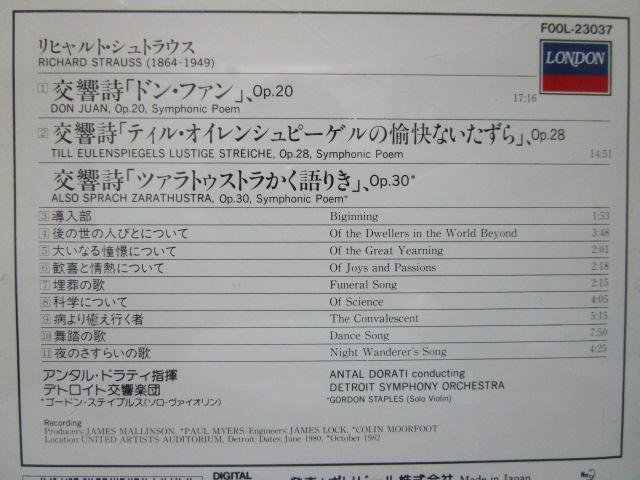 F00L-23037
リヒャルト・シュトラウス
RICHARD STRAUSS (1864-1949)
LONDON
1 交響詩「ドン・ファン」、Op.20
DON JUAN, Op.20, Symphonic Poem 17:16
2 交響詩「ティル・オイレンシュピーゲルの愉快ないたずら」、Op.28
TILL EULENSPIEGELS LUSTIGE STREICHE, Op.28, Symphonic Poem 14:51
交響詩「ツァラトゥストラかく語りき」、Op.30*
ALSO SPRACH ZARATHUSTRA, Op.30, Symphonic Poem*
3 導入部 Biginning 1:53
4 後の世の人びとについて Of the Dwellers in the World Beyond 3:48
5 大いなる憧憬について Of the Great Yearning 2:01
6 歓喜と情熱について Of Joys and Passions 2:18
7 埋葬の歌 Funeral Song 2:15
8 科学について Of Science 4:05
9 病より癒え行く者 The Convalescent 5:15
10 舞踏の歌 Dance Song 7:50
11 夜のさすらいの歌 Night Wanderer's Song 4:25
アンタル・ドラティ指揮 ANTAL DORATI conducting
デトロイト交響楽団 DETROIT SYMPHONY ORCHESTRA
*ゴードン・ステイプルス(ソロ・ヴァイオリン) *GORDON STAPLES (Solo Violin)
Recording
Producers: JAMES MALLINSON, *PAUL MYERS/Engineers: JAMES LOCK, *COLIN MOORFOOT
Location: UNITED ARTISTS AUDITORIUM, Detroit/Dates: June 1980, *October 1982
DIGITAL 発売★ポリドール株式会社 Made in Japan